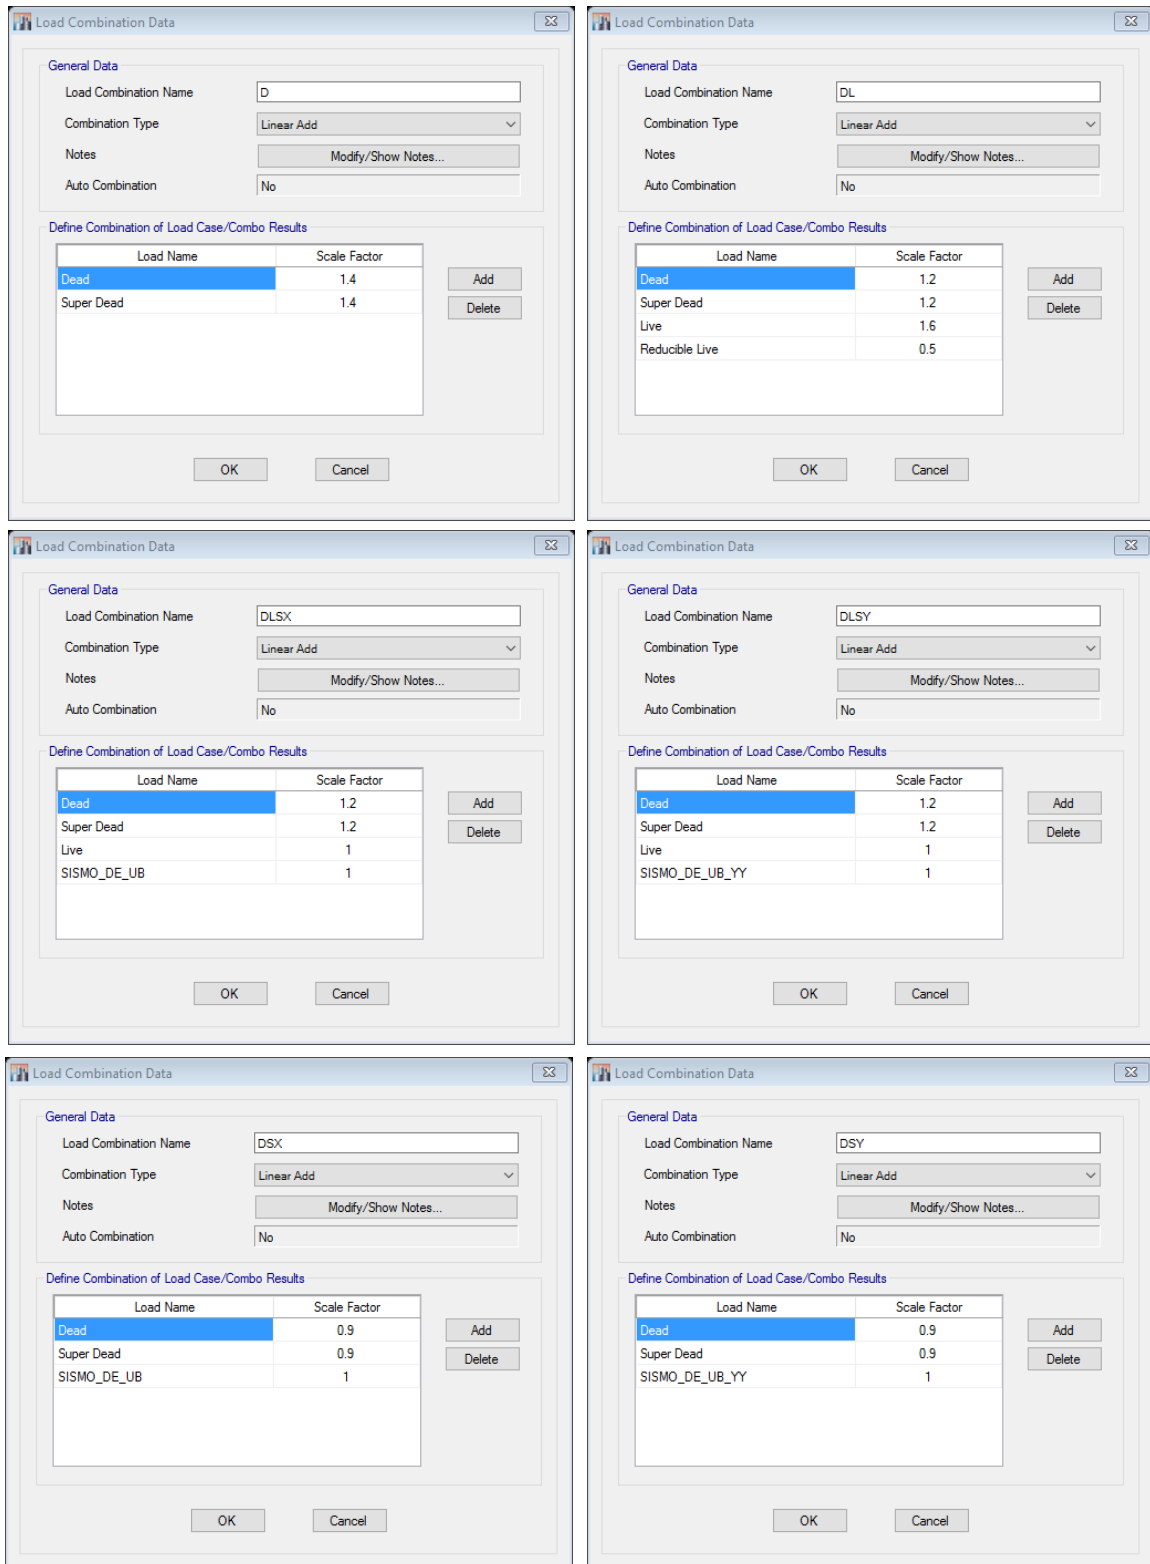 Load Combination Data
General Data
Load Combination Name D
Combination Type Linear Add
Notes Modify/Show Notes...
Auto Combination No
Define Combination of Load Case/Combo Results
Load Name Scale Factor
Dead 1.4 Add
Super Dead 1.4 Delete
OK Cancel
Load Combination Data
General Data
Load Combination Name DL
Combination Type Linear Add
Notes Modify/Show Notes...
Auto Combination No
Define Combination of Load Case/Combo Results
Load Name Scale Factor
Dead 1.2 Add
Super Dead 1.2 Delete
Live 1.6
Reducible Live 0.5
OK Cancel
Load Combination Data
General Data
Load Combination Name DLSX
Combination Type Linear Add
Notes Modify/Show Notes...
Auto Combination No
Define Combination of Load Case/Combo Results
Load Name Scale Factor
Dead 1.2 Add
Super Dead 1.2 Delete
Live 1
SISMO_DE_UB 1
OK Cancel
Load Combination Data
General Data
Load Combination Name DLSY
Combination Type Linear Add
Notes Modify/Show Notes...
Auto Combination No
Define Combination of Load Case/Combo Results
Load Name Scale Factor
Dead 1.2 Add
Super Dead 1.2 Delete
Live 1
SISMO_DE_UB_YY 1
OK Cancel
Load Combination Data
General Data
Load Combination Name DSX
Combination Type Linear Add
Notes Modify/Show Notes...
Auto Combination No
Define Combination of Load Case/Combo Results
Load Name Scale Factor
Dead 0.9 Add
Super Dead 0.9 Delete
SISMO_DE_UB 1
OK Cancel
Load Combination Data
General Data
Load Combination Name DSY
Combination Type Linear Add
Notes Modify/Show Notes...
Auto Combination No
Define Combination of Load Case/Combo Results
Load Name Scale Factor
Dead 0.9 Add
Super Dead 0.9 Delete
SISMO_DE_UB_YY 1
OK Cancel